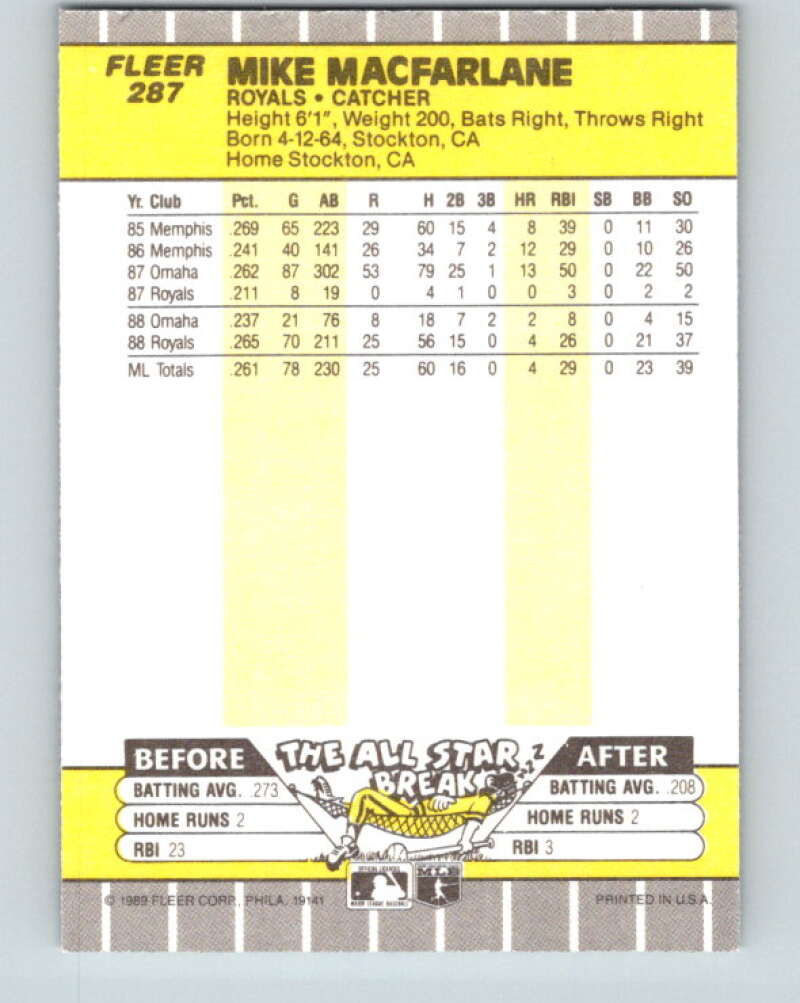 FLEER
287
MIKE MACFARLANE
ROYALS • CATCHER
Height 6'1", Weight 200, Bats Right, Throws Right
Born 4-12-64, Stockton, CA
Home Stockton, CA
Yr. Club Pct. G AB R H 2B 3B HR RBI SB BB SO
85 Memphis .269 65 223 29 60 15 4 8 39 0 11 30
86 Memphis .241 40 141 26 34 7 2 12 29 0 10 26
87 Omaha .262 87 302 53 79 25 1 13 50 0 22 50
87 Royals .211 8 19 0 4 1 0 0 3 0 2 2
88 Omaha .237 21 76 8 18 7 2 2 8 0 4 15
88 Royals .265 70 211 25 56 15 0 4 26 0 21 37
ML Totals .261 78 230 25 60 16 0 4 29 0 23 39
BEFORE THE ALL STAR BREAK ZZZ AFTER
BATTING AVG. .273 BATTING AVG. .208
HOME RUNS 2 HOME RUNS 2
RBI 23 RBI 3
OFFICIAL LICENSEE
MAJOR LEAGUE BASEBALL
MLB
© 1989 FLEER CORP., PHILA. 19141 PRINTED IN U.S.A.